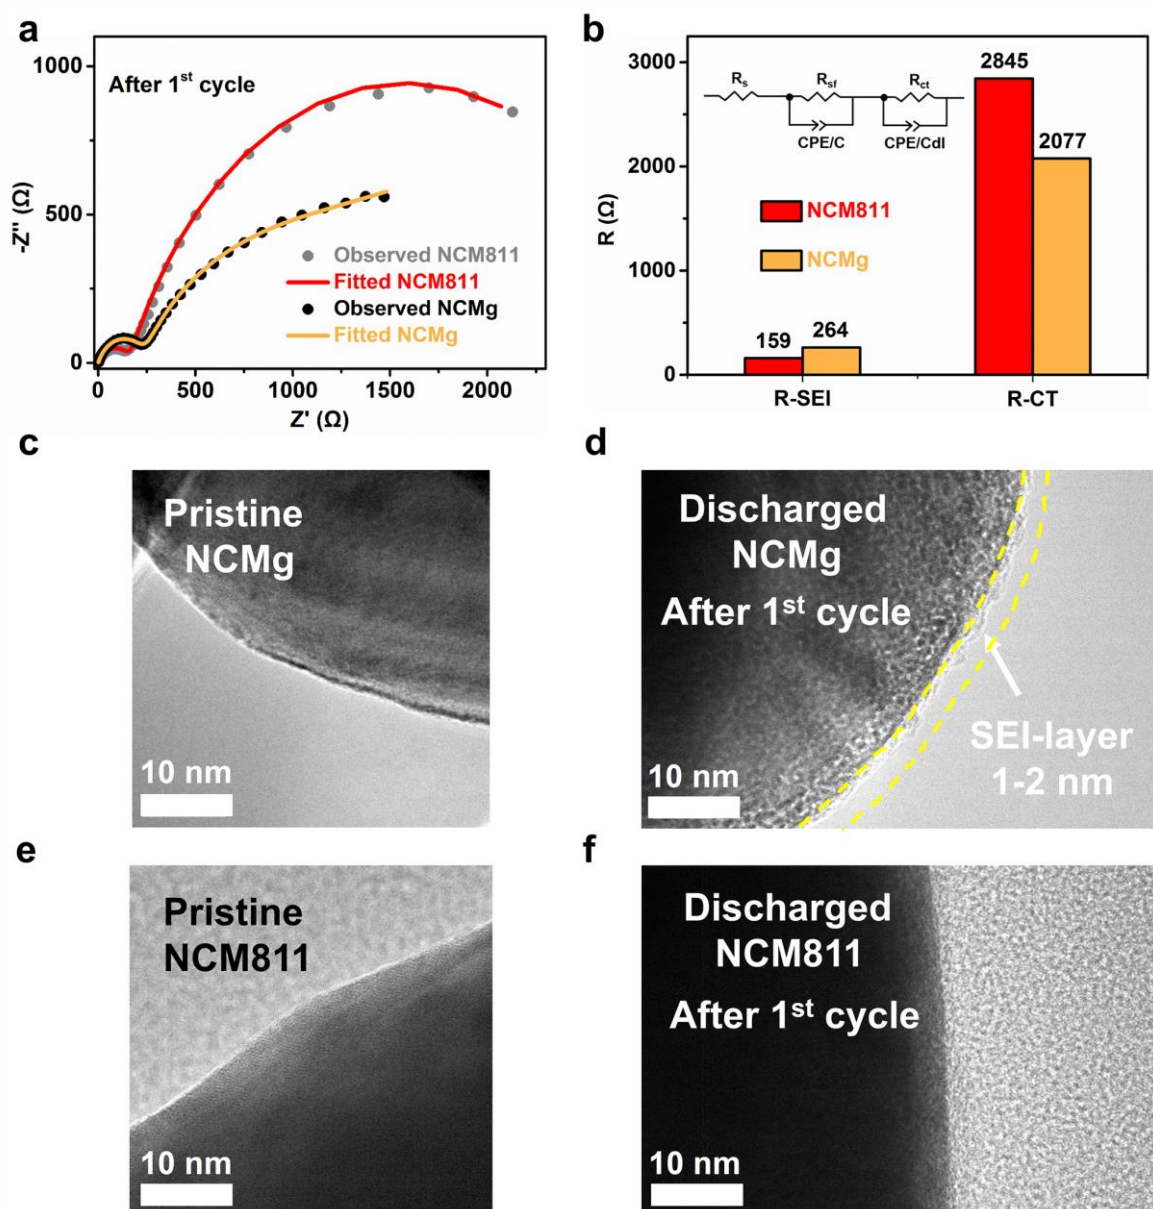 a
After 1st cycle
-Z'' (Ω)
1000
500
0
0
500
1000
1500
2000
Z' (Ω)
Observed NCM811
Fitted NCM811
Observed NCMg
Fitted NCMg
b
R (Ω)
3000
2000
1000
0
Rs
Rsf
Rct
CPE/C
CPE/Cdl
NCM811
NCMg
159
264
2845
2077
R-SEI
R-CT
c
Pristine
NCMg
10 nm
d
Discharged
NCMg
After 1st cycle
SEI-layer
1-2 nm
10 nm
e
Pristine
NCM811
10 nm
f
Discharged
NCM811
After 1st cycle
10 nm